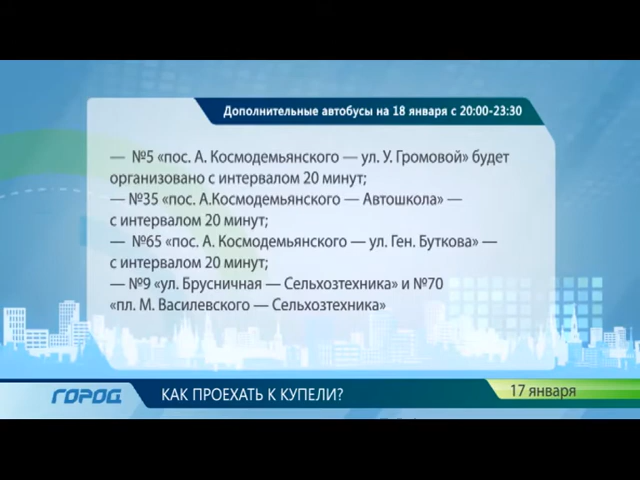 Дополнительные автобусы на 18 января с 20:00-23:30
— №5 «пос. А. Космодемьянского — ул. У. Громовой» будет
организовано с интервалом 20 минут;
— №35 «пос. А.Космодемьянского — Автошкола» —
с интервалом 20 минут;
— №65 «пос. А. Космодемьянского — ул. Ген. Буткова» —
с интервалом 20 минут;
— №9 «ул. Брусничная — Сельхозтехника» и №70
«пл. М. Василевского — Сельхозтехника»
ГОРОД
КАК ПРОЕХАТЬ К КУПЕЛИ?
17 января